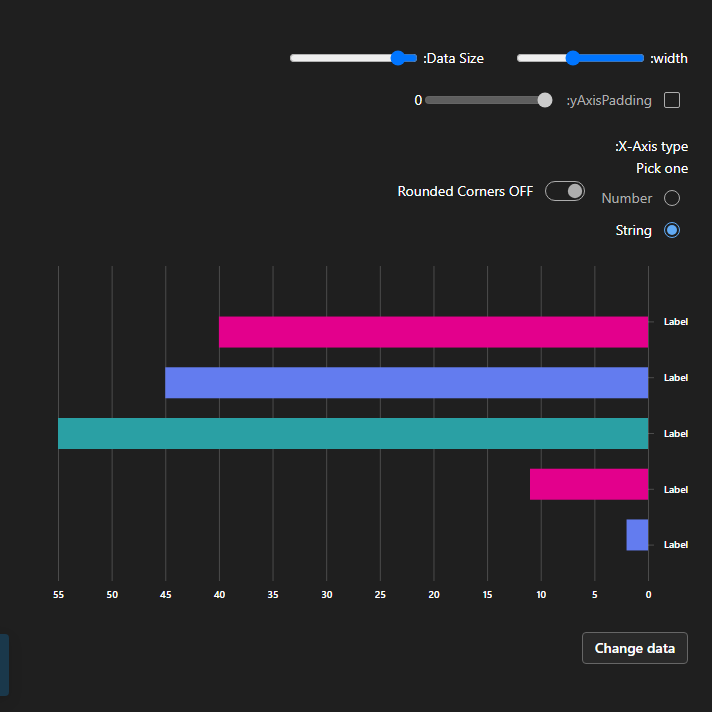 width:
Data Size:
yAxisPadding:
0
X-Axis type:
Pick one
Number
Rounded Corners OFF
String
Label
Label
Label
Label
Label
55 50 45 40 35 30 25 20 15 10 5 0
Change data